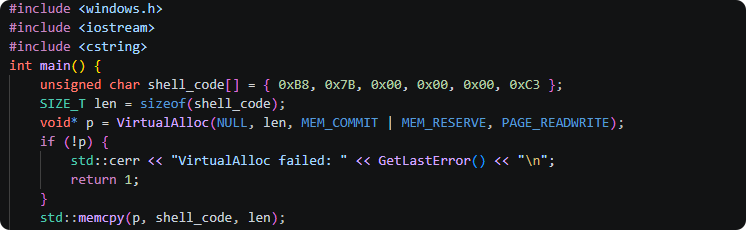 #include <windows.h>
#include <iostream>
#include <cstring>
int main() {
    unsigned char shell_code[] = { 0xB8, 0x7B, 0x00, 0x00, 0x00, 0xC3 };
    SIZE_T len = sizeof(shell_code);
    void* p = VirtualAlloc(NULL, len, MEM_COMMIT | MEM_RESERVE, PAGE_READWRITE);
    if (!p) {
        std::cerr << "VirtualAlloc failed: " << GetLastError() << "\n";
        return 1;
    }
    std::memcpy(p, shell_code, len);